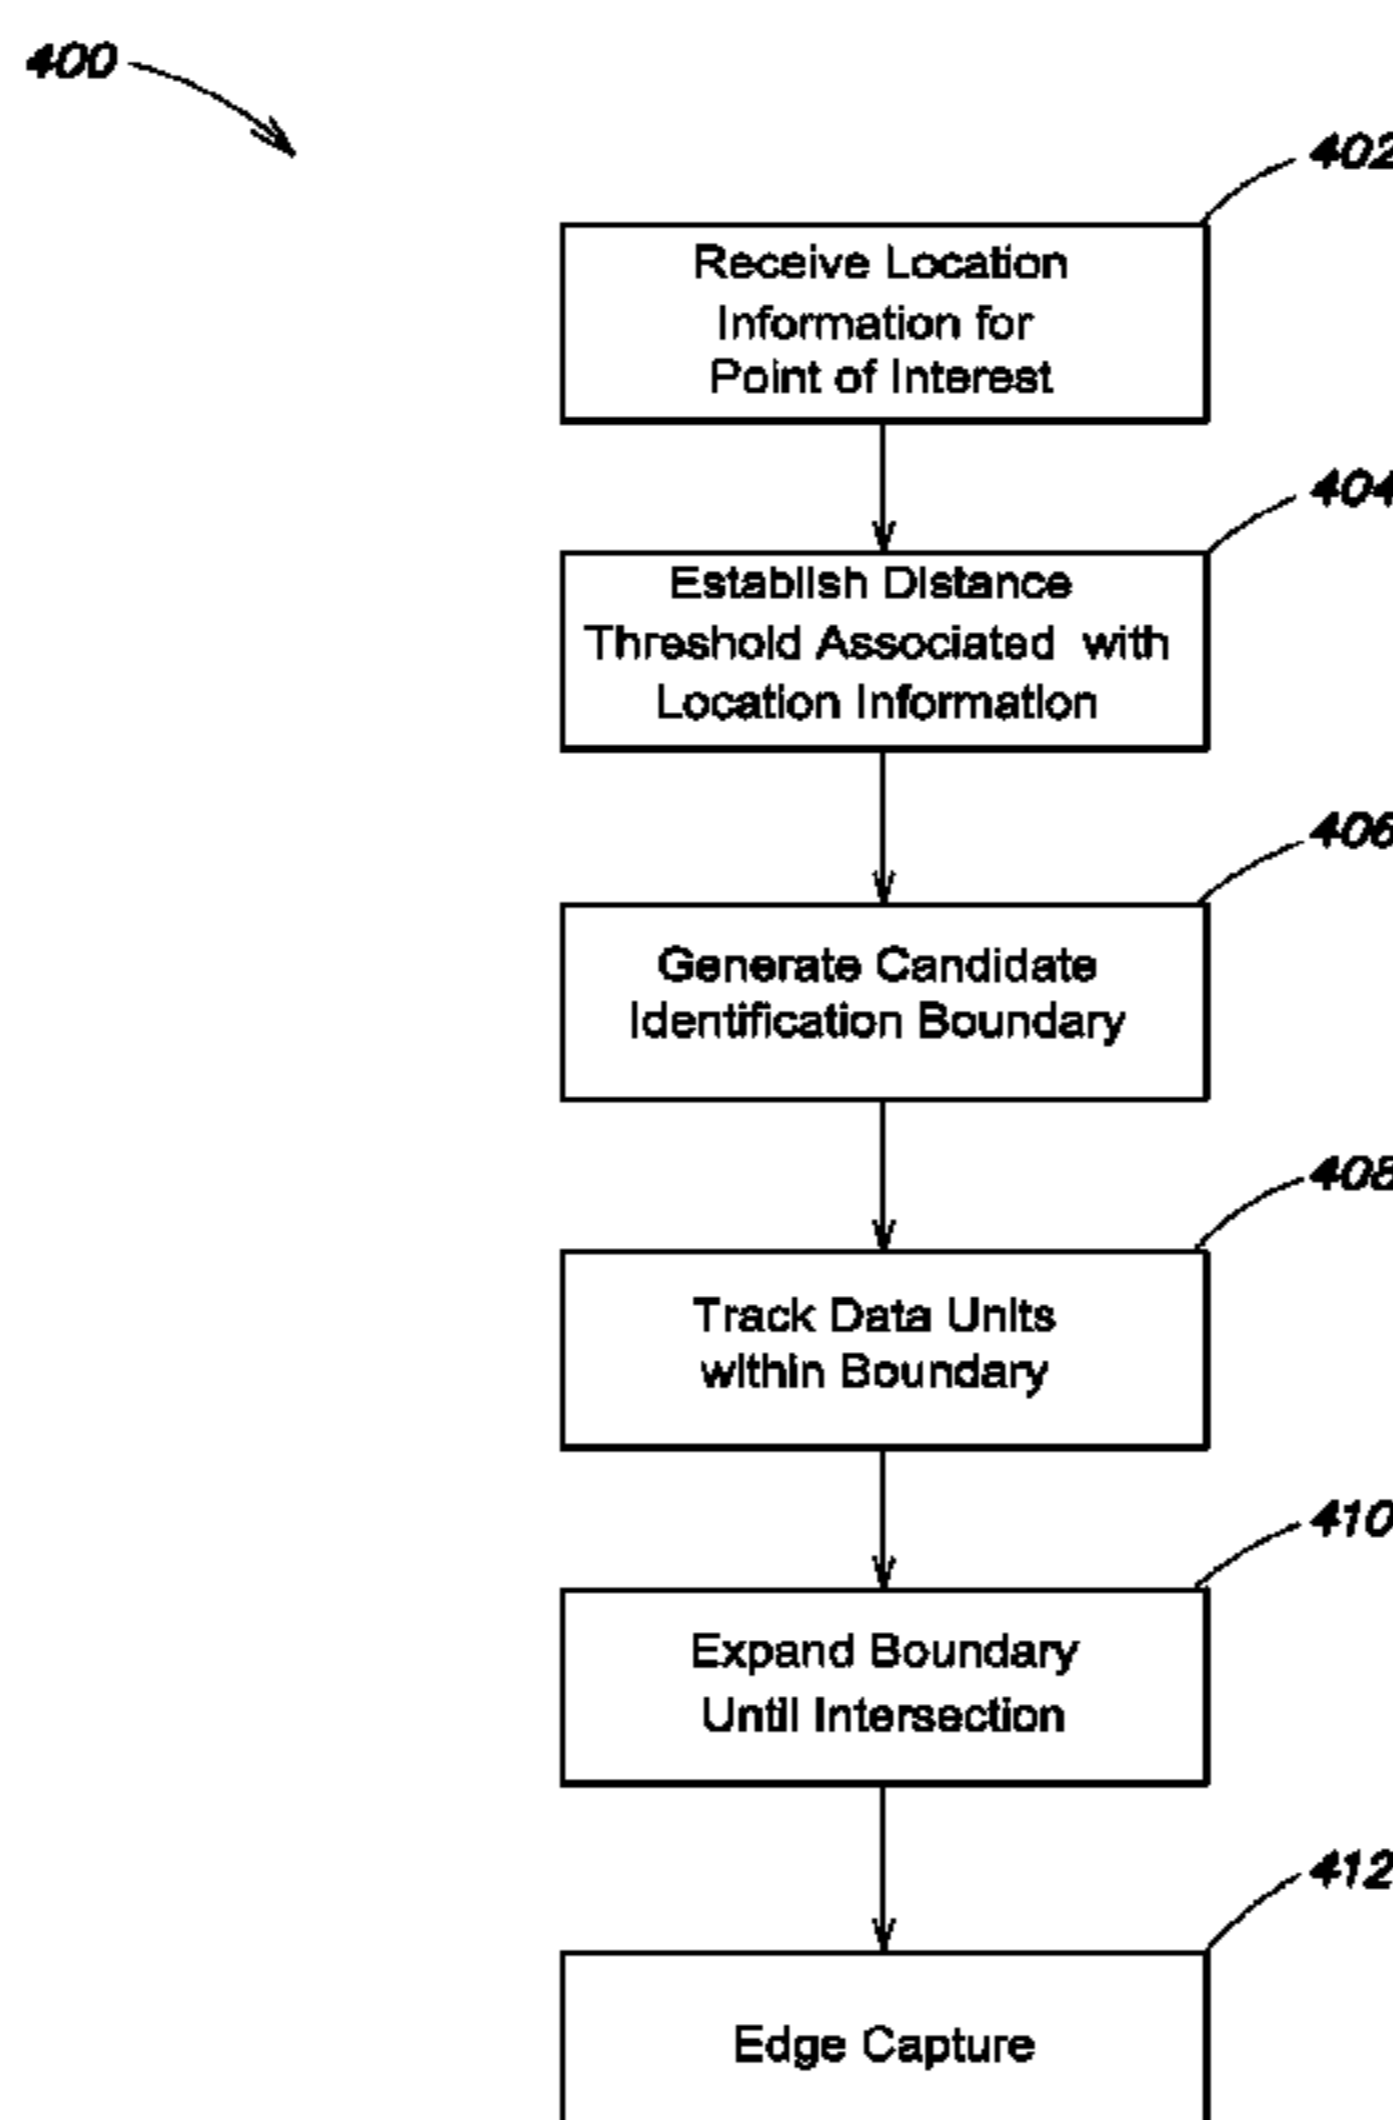 400
402
Receive Location
Information for
Point of Interest
404
Establish Distance
Threshold Associated with
Location Information
406
Generate Candidate
Identification Boundary
408
Track Data Units
within Boundary
410
Expand Boundary
Until Intersection
412
Edge Capture